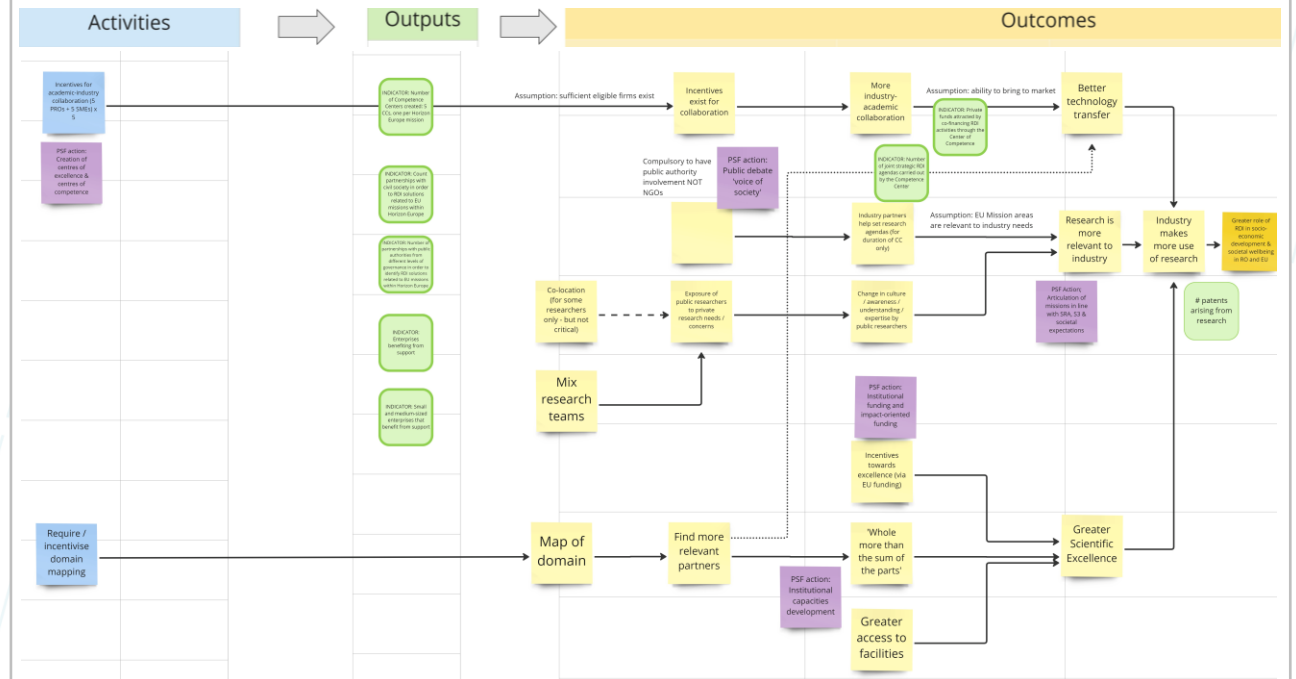 Activities
Outputs
Outcomes
Incentives for
academic-industry
collaboration (5
PROs + 5 SMEs) x
5
PSF action:
Creation of
centres of
excellence &
centres of
competence
INDICATOR: Number
of Competence
Centers created: 5
CCs, one per Horizon
Europe mission
INDICATOR: Count
partnerships with
civil society in order
to RDI solutions
related to EU
missions within
Horizon Europe
INDICATOR: Number of
partnerships with public
authorities from
different levels of
governance in order to
identify RDI solutions
related to EU missions
within Horizon Europe
INDICATOR:
Enterprises
benefiting from
support
INDICATOR: Small
and medium-sized
enterprises that
benefit from support
Assumption: sufficient eligible firms exist
Incentives
exist for
collaboration
More
industry-
academic
collaboration
Assumption: ability to bring to market
INDICATOR: Private
funds attracted by
co-financing RDI
activities through the
Center of
Competence
Better
technology
transfer
Compulsory to have
public authority
involvement NOT
NGOs
PSF action:
Public debate
'voice of
society'
INDICATOR: Number
of joint strategic RDI
agendas carried out
by the Competence
Center
Industry partners
help set research
agendas (for
duration of CC
only)
Assumption: EU Mission areas
are relevant to industry needs
Research is
more
relevant to
industry
Industry
makes
more use
of research
Greater role of
RDI in socio-
economic
development &
societal wellbeing
in RO and EU
Co-location
(for some
researchers
only - but not
critical)
Exposure of
public researchers
to private
research needs /
concerns
Change in culture
/ awareness /
understanding /
expertise by
public researchers
PSF Action;
Articulation of
missions in line
with SRA, S3 &
societal
expectations
# patents
arising from
research
Mix
research
teams
PSF action:
Institutional
funding and
impact-oriented
funding
Incentives
towards
excellence (via
EU funding)
Require /
incentivise
domain
mapping
Map of
domain
Find more
relevant
partners
'Whole
more than
the sum of
the parts'
Greater
Scientific
Excellence
PSF action:
Institutional
capacities
development
Greater
access to
facilities